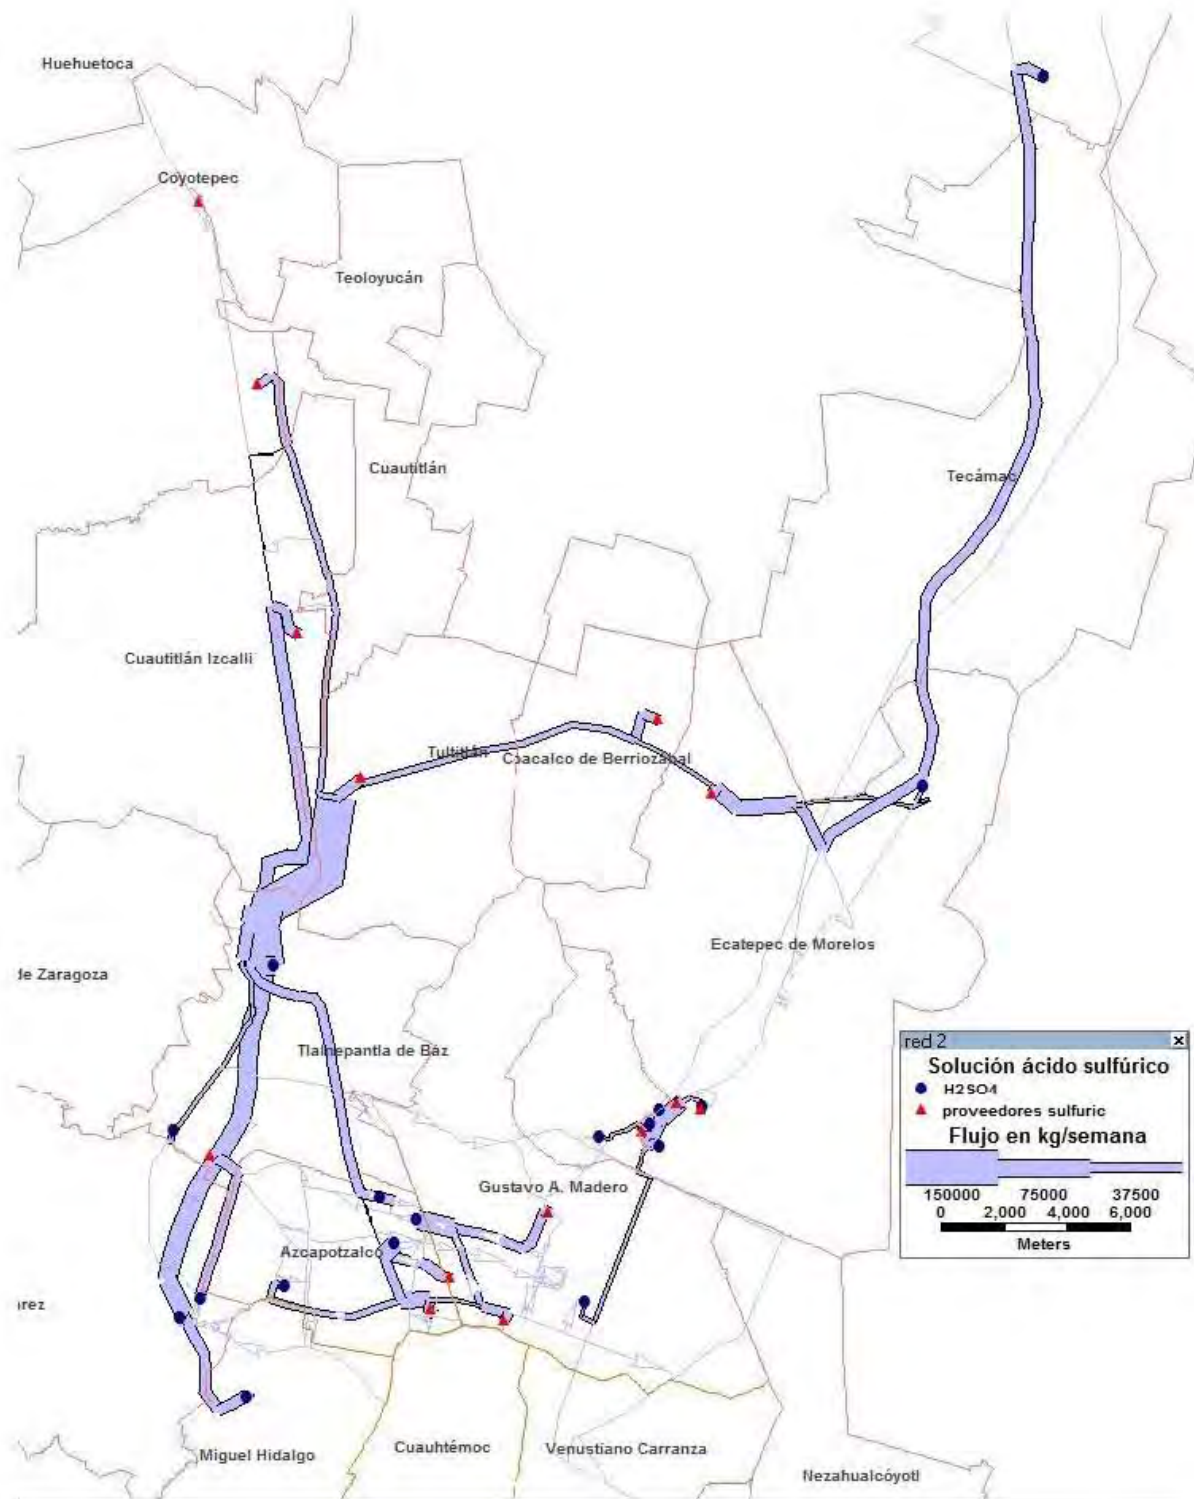 Huehuetoca
Coyotepec
Teoloyucán
Cuautitlán
Tecámac
Cuautitlán Izcalli
Tultitlán
Coacalco de Berriozábal
Ecatepec de Morelos
de Zaragoza
Tlalnepantla de Báz
red 2
Solución ácido sulfúrico
H2SO4
proveedores sulfuric
Flujo en kg/semana
150000 75000 37500
0 2,000 4,000 6,000
Meters
Gustavo A. Madero
Azcapotzalco
irez
Miguel Hidalgo
Cuauhtémoc
Venustiano Carranza
Nezahualcóyotl